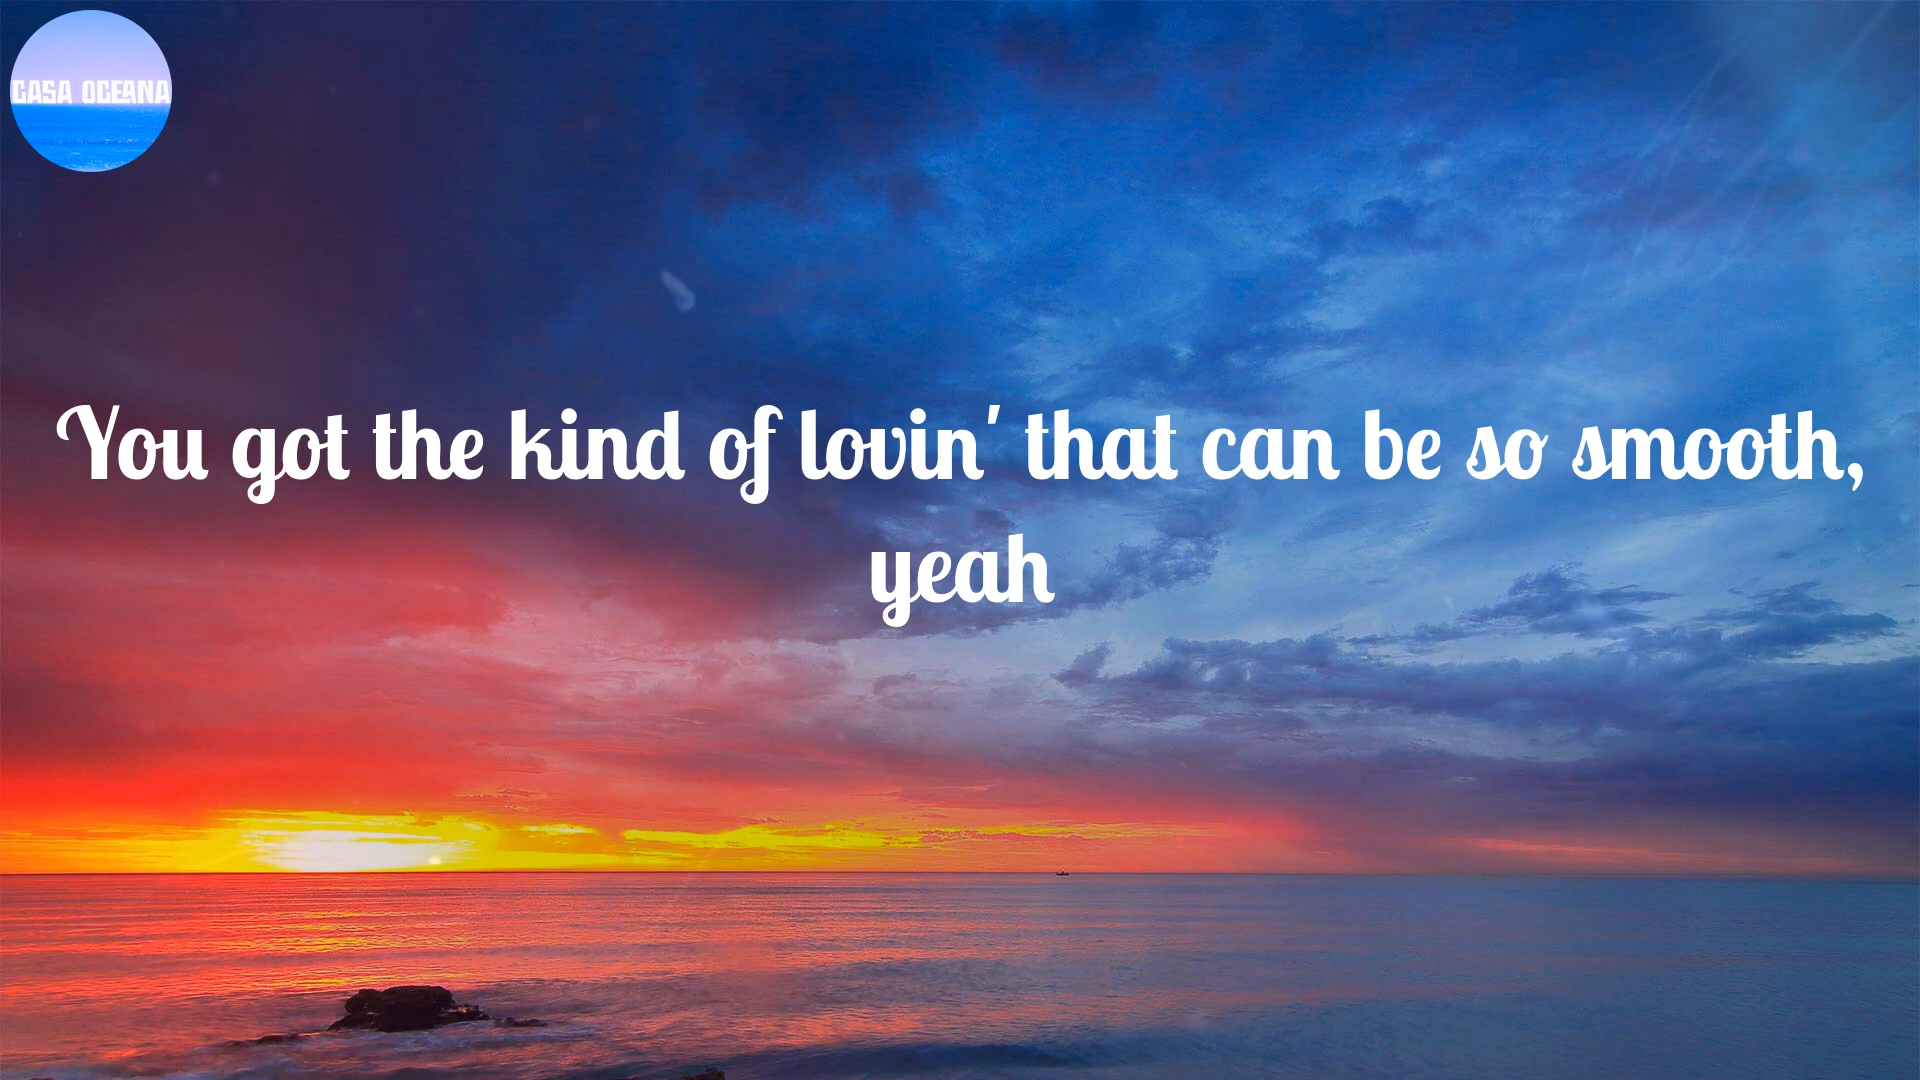 CASA OCEANA
You got the kind of lovin' that can be so smooth,
yeah